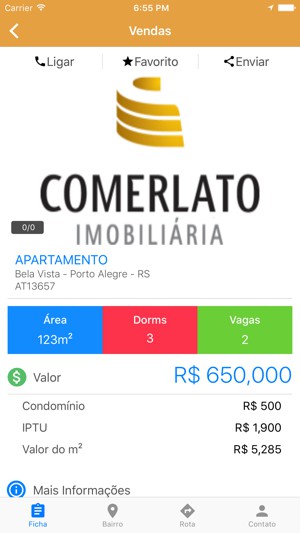 Carrier 6:55 PM
Vendas
Ligar Favorito Enviar
COMERLATO
IMOBILIÁRIA
0/0
APARTAMENTO
Bela Vista - Porto Alegre - RS
AT13657
Área Dorms Vagas
123m² 3 2
Valor R$ 650,000
Condomínio R$ 500
IPTU R$ 1,900
Valor do m² R$ 5,285
Mais Informações
Ficha Bairro Rota Contato